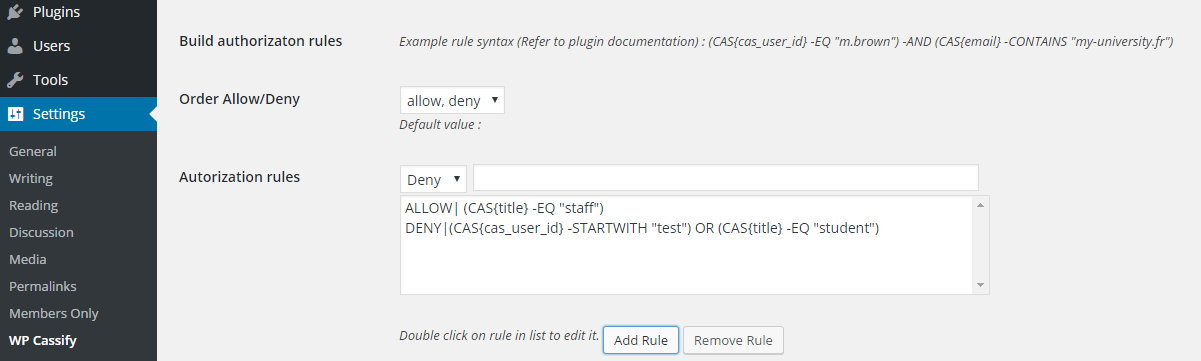 Plugins
Users
Tools
Settings
General
Writing
Reading
Discussion
Media
Permalinks
Members Only
WP Cassify
Build authorizaton rules
Example rule syntax (Refer to plugin documentation) : (CAS{cas_user_id} -EQ "m.brown") -AND (CAS{email} -CONTAINS "my-university.fr")
Order Allow/Deny
allow, deny
Default value :
Autorization rules
Deny
ALLOW| (CAS{title} -EQ "staff")
DENY|(CAS{cas_user_id} -STARTWITH "test") OR (CAS{title} -EQ "student")
Double click on rule in list to edit it. Add Rule Remove Rule